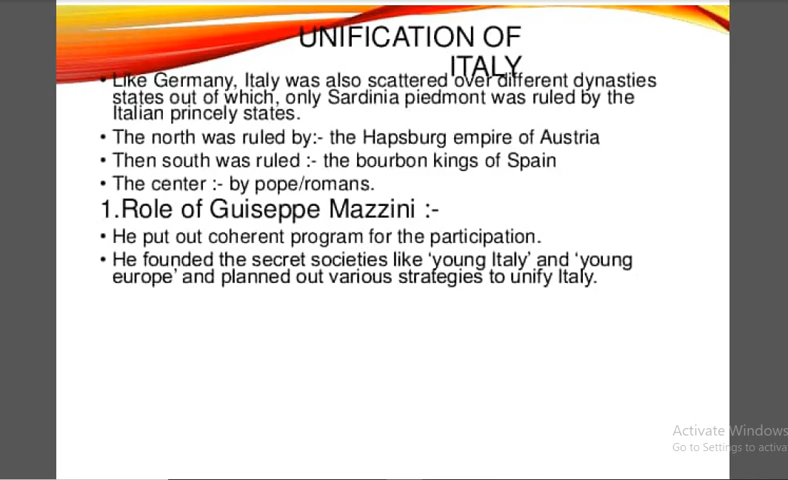 UNIFICATION OF
ITALY
• Like Germany, Italy was also scattered over different dynasties
states out of which, only Sardinia piedmont was ruled by the
Italian princely states.
• The north was ruled by:- the Hapsburg empire of Austria
• Then south was ruled :- the bourbon kings of Spain
• The center :- by pope/romans.
1.Role of Guiseppe Mazzini :-
• He put out coherent program for the participation.
• He founded the secret societies like ‘young Italy’ and ‘young
europe’ and planned out various strategies to unify Italy.
Activate Windows
Go to Settings to activa